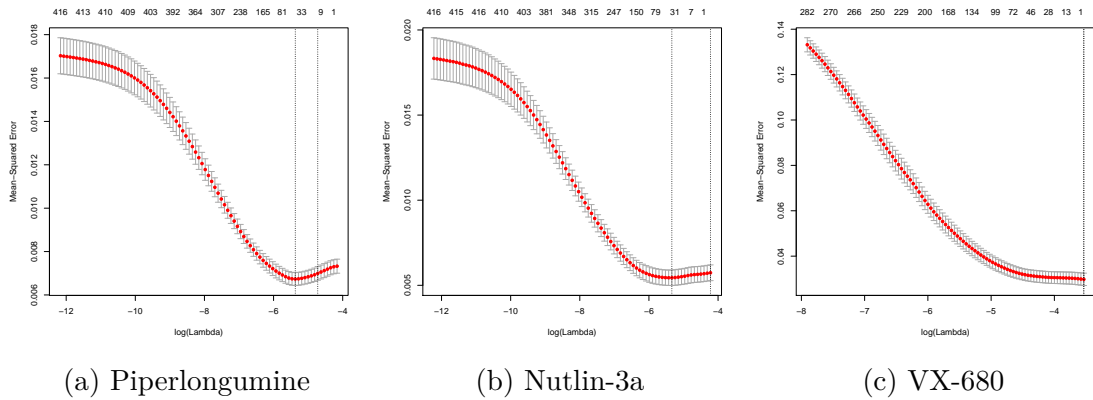 416 413 410 409 403 392 364 307 238 165 81 33 9 1
Mean−Squared Error
0.006 0.008 0.010 0.012 0.014 0.016 0.018
−12 −10 −8 −6 −4
log(Lambda)
(a) Piperlongumine
416 415 416 410 403 381 348 315 247 150 79 31 7 1
Mean−Squared Error
0.005 0.010 0.015 0.020
−12 −10 −8 −6 −4
log(Lambda)
(b) Nutlin-3a
282 270 266 250 229 200 168 134 99 72 46 28 13 1
Mean−Squared Error
0.04 0.06 0.08 0.10 0.12 0.14
−8 −7 −6 −5 −4
log(Lambda)
(c) VX-680